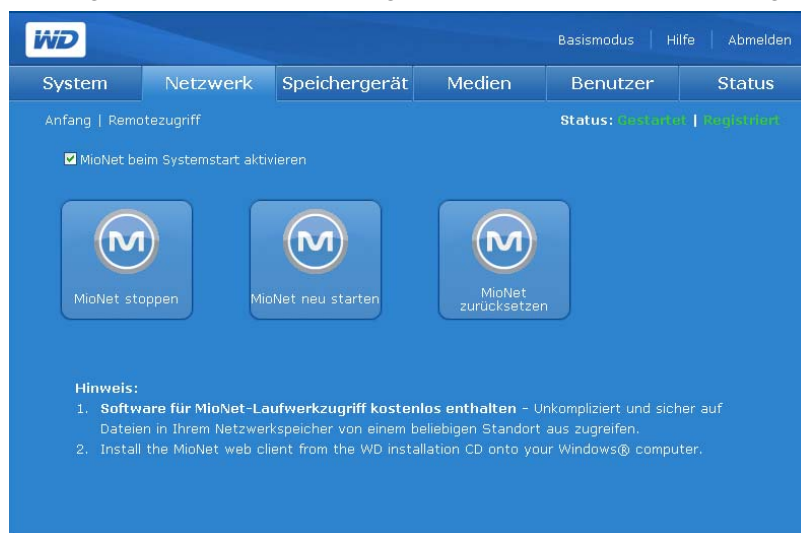 WD
Basismodus | Hilfe | Abmelden
System Netzwerk Speichergerät Medien Benutzer Status
Anfang | Remotezugriff Status: Gestartet | Registriert
MioNet beim Systemstart aktivieren
MioNet stoppen MioNet neu starten MioNet
zurücksetzen
Hinweis:
1. Software für MioNet-Laufwerkzugriff kostenlos enthalten – Unkompliziert und sicher auf
Dateien in Ihrem Netzwerkspeicher von einem beliebigen Standort aus zugreifen.
2. Install the MioNet web client from the WD installation CD onto your Windows® computer.